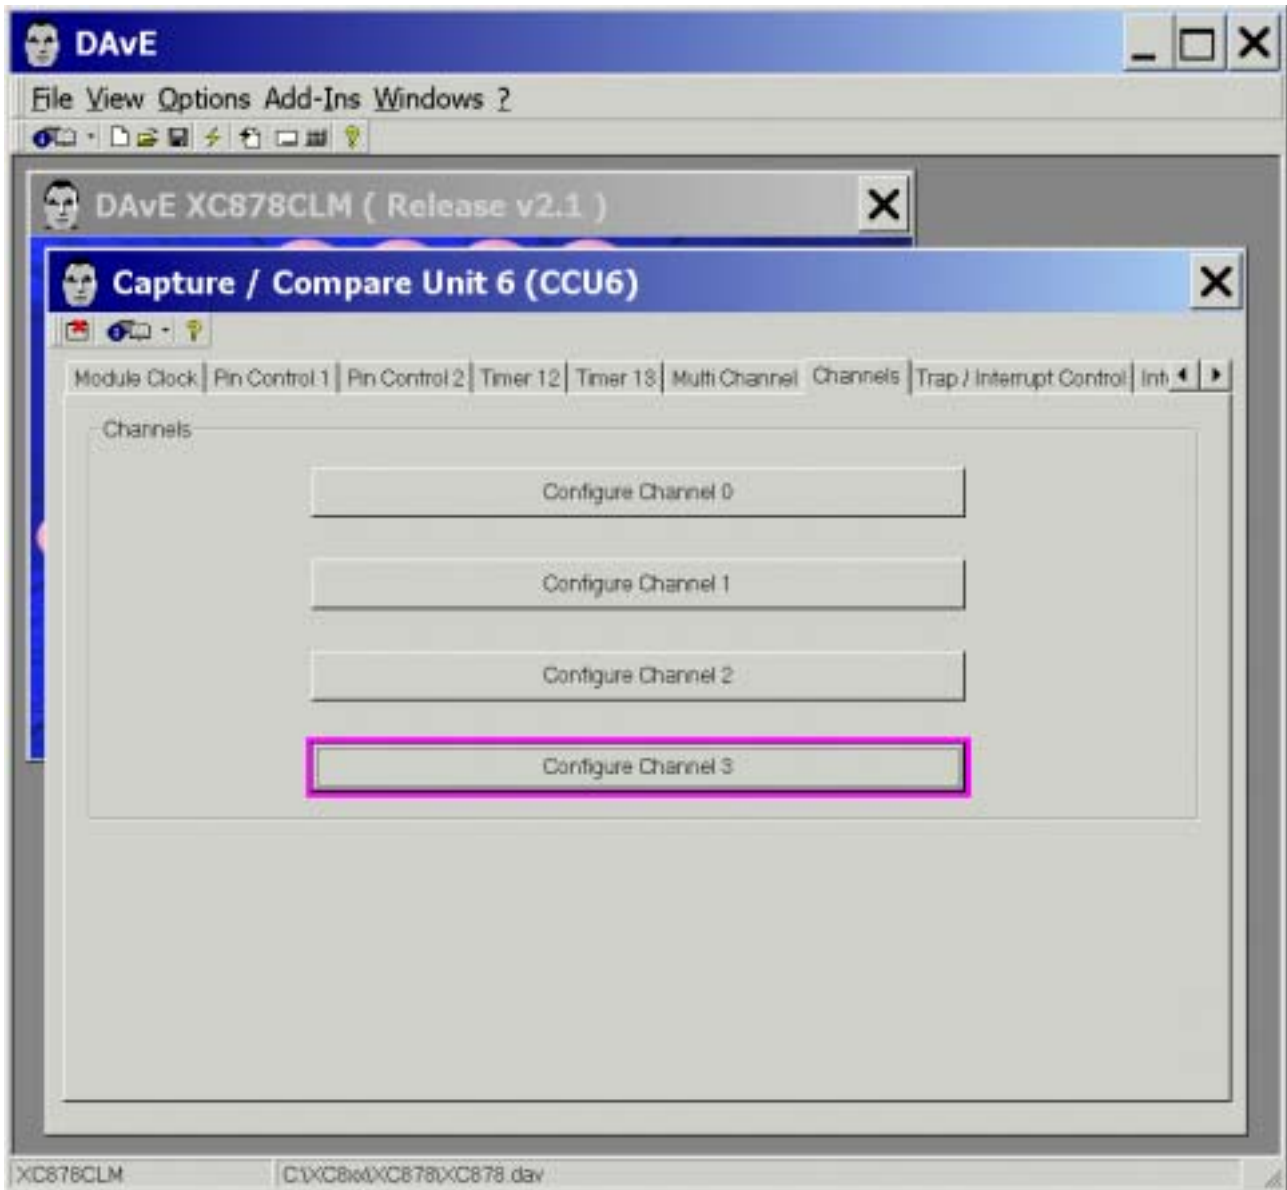 DAvE
File View Options Add-Ins Windows ?
DAvE XC878CLM ( Release v2.1 )
Capture / Compare Unit 6 (CCU6)
Module Clock Pin Control 1 Pin Control 2 Timer 12 Timer 13 Multi Channel Channels Trap / Interrupt Control
Channels
Configure Channel 0
Configure Channel 1
Configure Channel 2
Configure Channel 3
XC878CLM